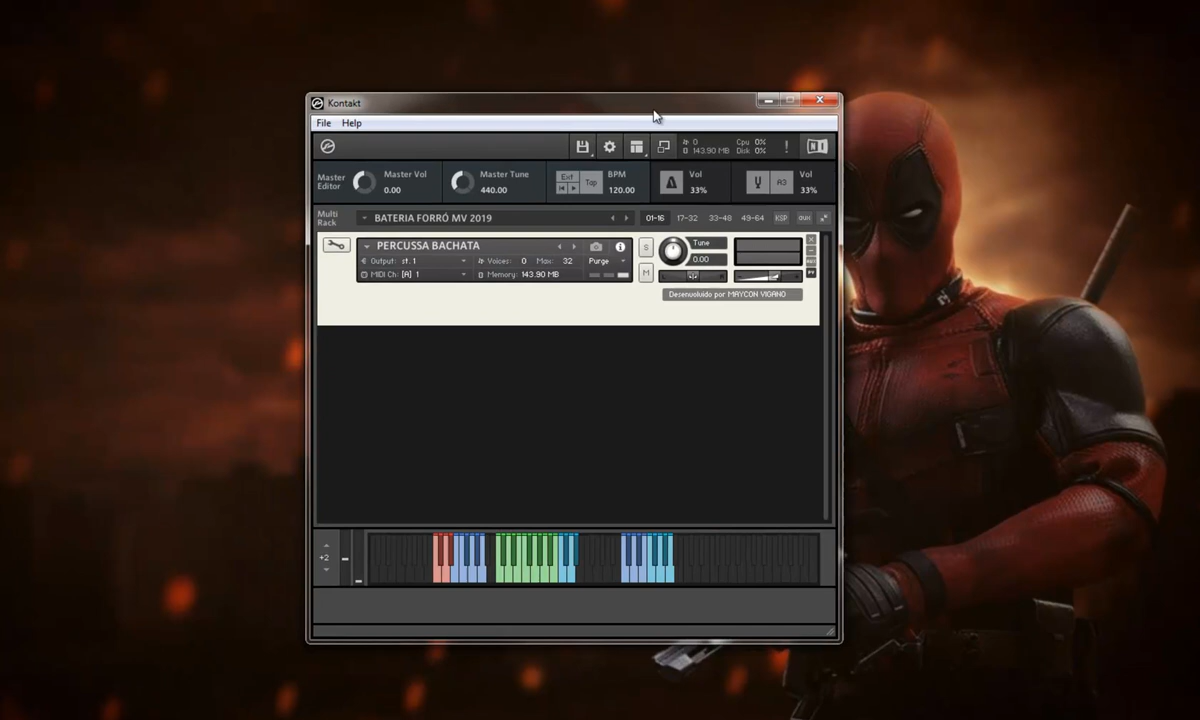 Kontakt
File Help
0 Cpu 0%
143.90 MB Disk 0%
Master Editor
Master Vol
0.00
Master Tune
440.00
Ext
Tap
BPM
120.00
Vol
33%
A3
Vol
33%
Multi Rack
BATERIA FORRÓ MV 2019
01-16 17-32 33-48 49-64 KSP aux
PERCUSSA BACHATA
Output: st. 1 Voices: 0 Max: 32 Purge
MIDI Ch: [A] 1 Memory: 143.90 MB
S
M
Tune
0.00
L R
Desenvolvido por MAYCON VIGANO
+2